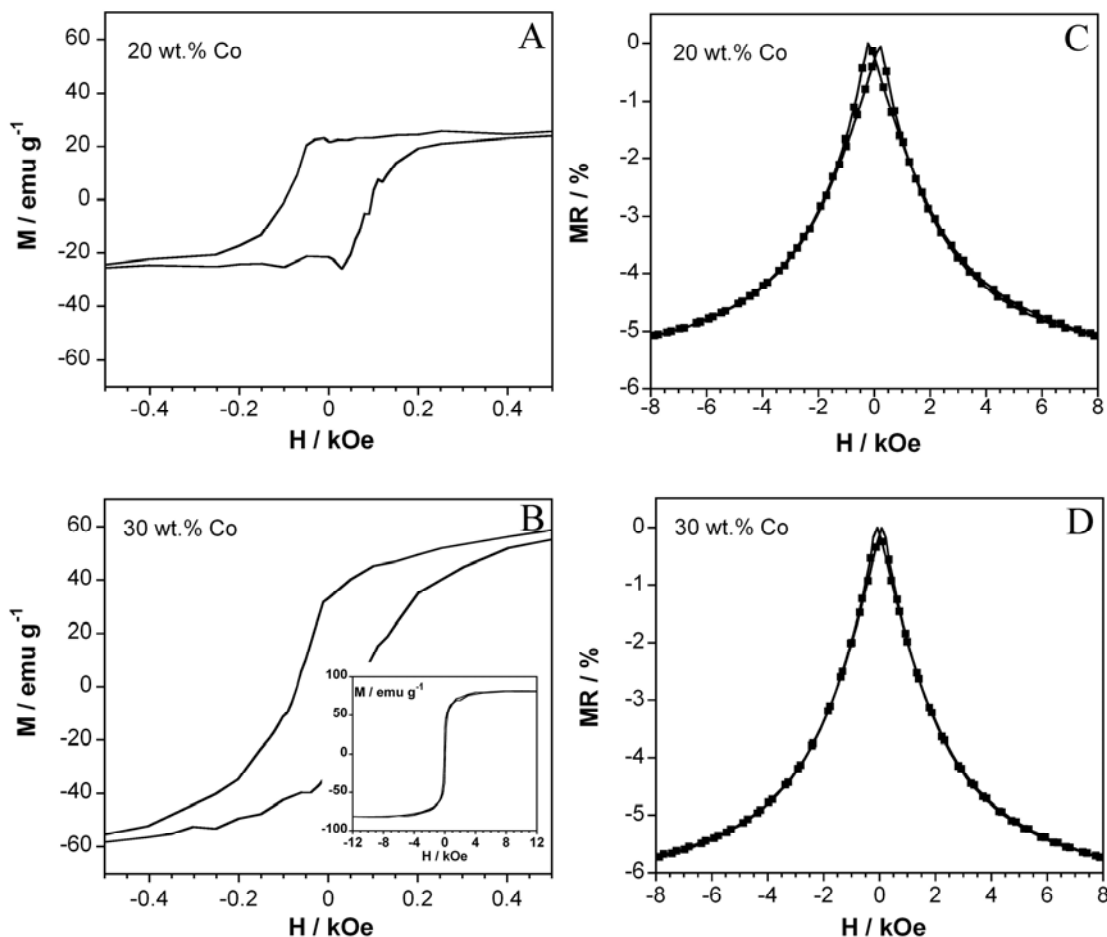 A
20 wt.% Co
M / emu g⁻¹
60
40
20
0
-20
-40
-60
-0.4 -0.2 0 0.2 0.4
H / kOe
C
20 wt.% Co
MR / %
0
-1
-2
-3
-4
-5
-6
-8 -6 -4 -2 0 2 4 6 8
H / kOe
B
30 wt.% Co
M / emu g⁻¹
60
40
20
0
-20
-40
-60
-0.4 -0.2 0 0.2 0.4
H / kOe
M / emu g⁻¹
100
50
0
-50
-100
-12 -8 -4 0 4 8 12
H / kOe
D
30 wt.% Co
MR / %
0
-1
-2
-3
-4
-5
-6
-8 -6 -4 -2 0 2 4 6 8
H / kOe